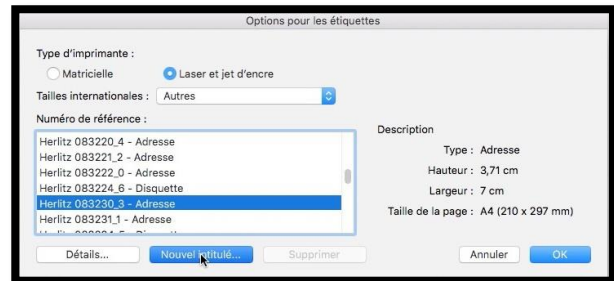 Options pour les étiquettes
Type d'imprimante :
Matricielle
Laser et jet d'encre
Tailles internationales :
Autres
Numéro de référence :
Herlitz 083220_4 - Adresse
Herlitz 083221_2 - Adresse
Herlitz 083222_0 - Adresse
Herlitz 083224_6 - Disquette
Herlitz 083230_3 - Adresse
Herlitz 083231_1 - Adresse
Description
Type : Adresse
Hauteur : 3,71 cm
Largeur : 7 cm
Taille de la page : A4 (210 x 297 mm)
Détails...
Nouvel intitulé...
Supprimer
Annuler
OK